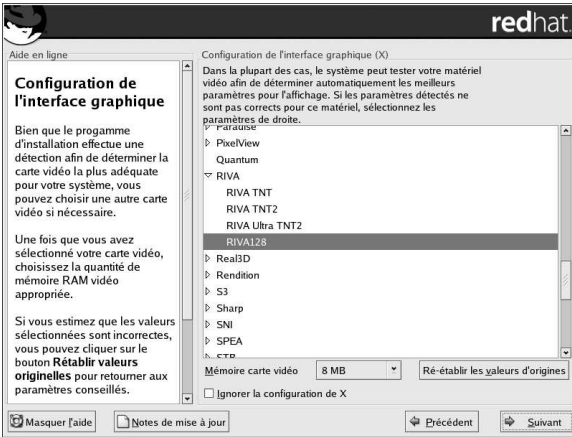 redhat.
Aide en ligne
Configuration de
l'interface graphique
Bien que le progamme
d'installation effectue une
détection afin de déterminer la
carte vidéo la plus adéquate
pour votre système, vous
pouvez choisir une autre carte
vidéo si nécessaire.
Une fois que vous avez
sélectionné votre carte vidéo,
choisissez la quantité de
mémoire RAM vidéo
appropriée.
Si vous estimez que les valeurs
sélectionnées sont incorrectes,
vous pouvez cliquer sur le
bouton Rétablir valeurs
originelles pour retourner aux
paramètres conseillés.
Configuration de l'interface graphique (X)
Dans la plupart des cas, le système peut tester votre matériel
vidéo afin de déterminer automatiquement les meilleurs
paramètres pour l'affichage. Si les paramètres détectés ne
sont pas corrects pour ce matériel, sélectionnez les
paramètres de droite.
Paradise
PixelView
Quantum
RIVA
RIVA TNT
RIVA TNT2
RIVA Ultra TNT2
RIVA128
Real3D
Rendition
S3
Sharp
SNI
SPEA
STB
Mémoire carte vidéo 8 MB Ré-établir les valeurs d'origines
Ignorer la configuration de X
Masquer l'aide Notes de mise à jour Précédent Suivant